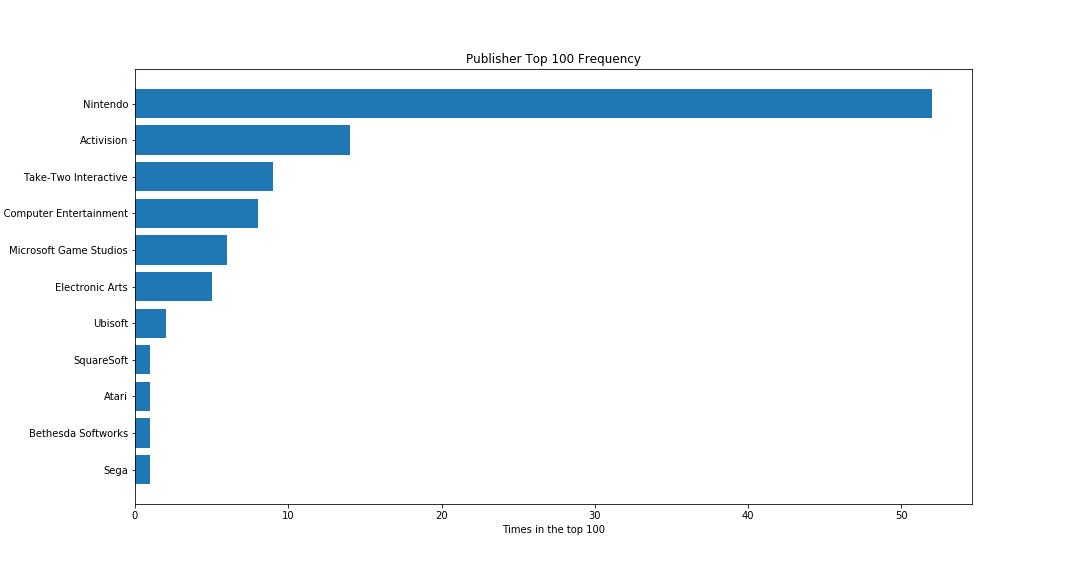 Publisher Top 100 Frequency
Nintendo
Activision
Take-Two Interactive
Computer Entertainment
Microsoft Game Studios
Electronic Arts
Ubisoft
SquareSoft
Atari
Bethesda Softworks
Sega
0 10 20 30 40 50
Times in the top 100